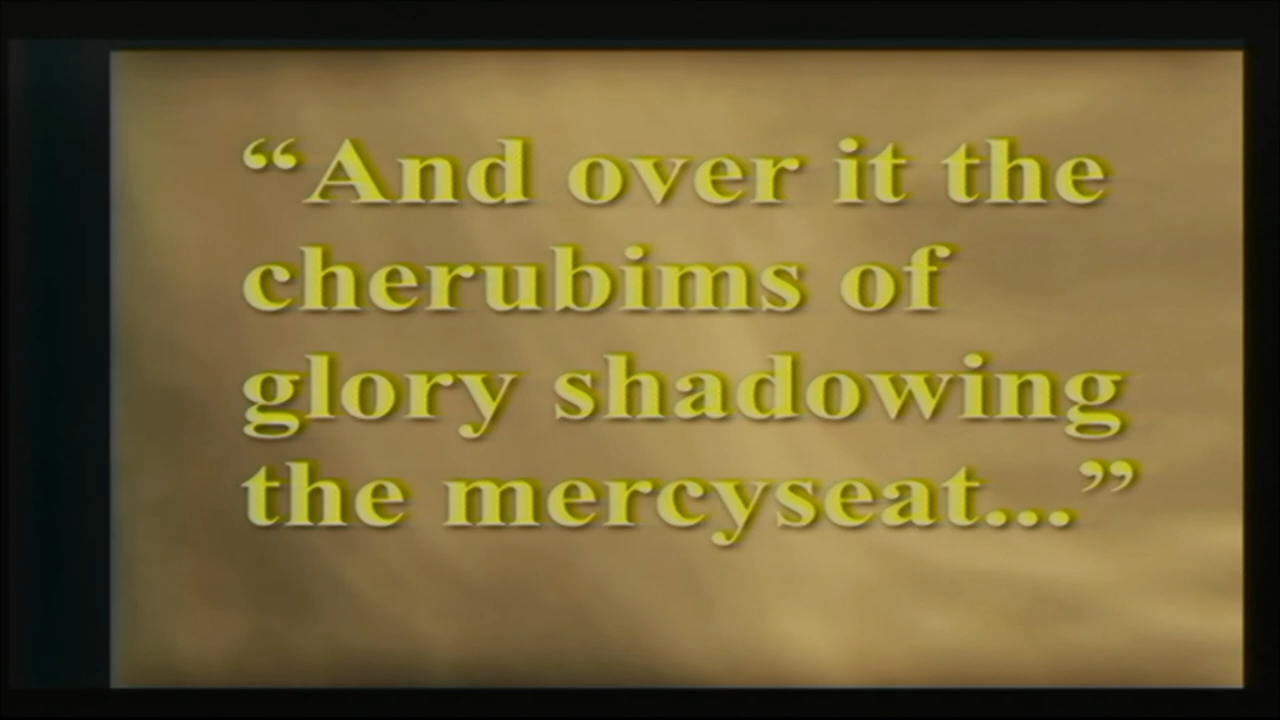 “And over it the
cherubims of
glory shadowing
the mercyseat...”